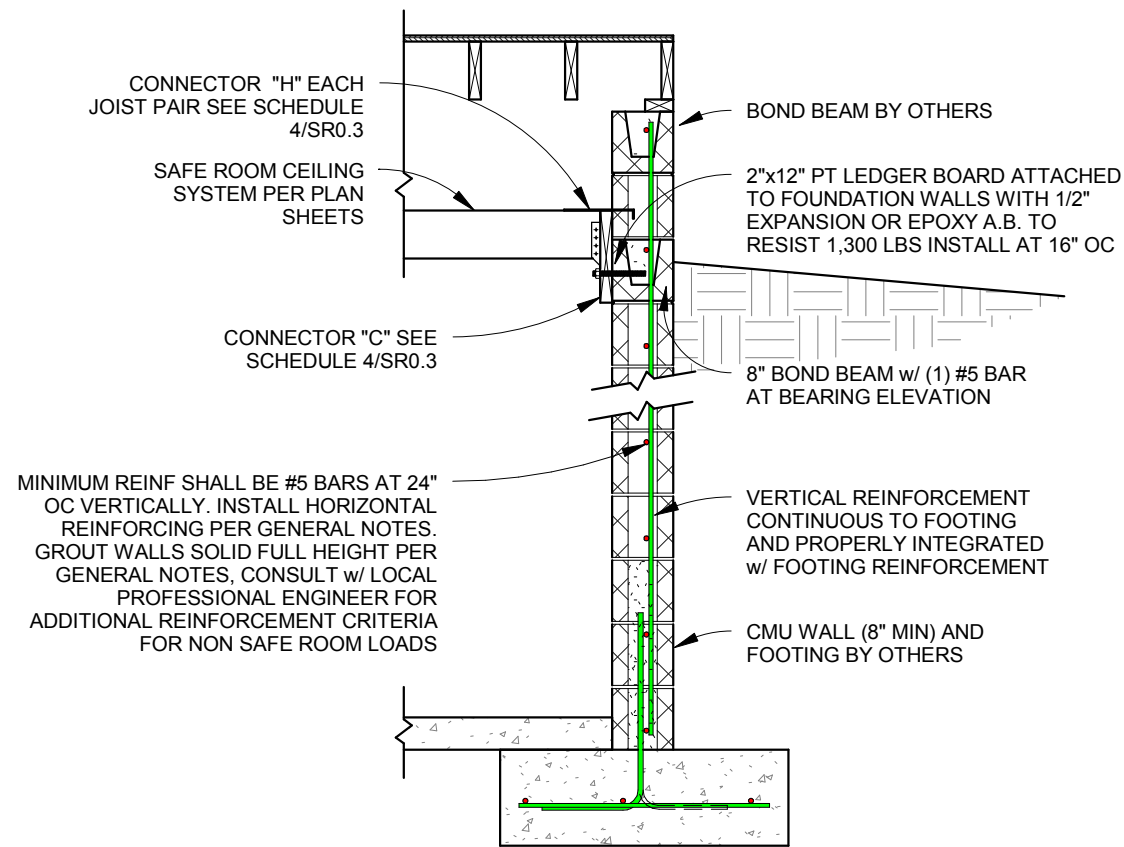 CONNECTOR "H" EACH
JOIST PAIR SEE SCHEDULE
4/SR0.3
SAFE ROOM CEILING
SYSTEM PER PLAN
SHEETS
CONNECTOR "C" SEE
SCHEDULE 4/SR0.3
MINIMUM REINF SHALL BE #5 BARS AT 24"
OC VERTICALLY. INSTALL HORIZONTAL
REINFORCING PER GENERAL NOTES.
GROUT WALLS SOLID FULL HEIGHT PER
GENERAL NOTES, CONSULT w/ LOCAL
PROFESSIONAL ENGINEER FOR
ADDITIONAL REINFORCEMENT CRITERIA
FOR NON SAFE ROOM LOADS
BOND BEAM BY OTHERS
2"x12" PT LEDGER BOARD ATTACHED
TO FOUNDATION WALLS WITH 1/2"
EXPANSION OR EPOXY A.B. TO
RESIST 1,300 LBS INSTALL AT 16" OC
8" BOND BEAM w/ (1) #5 BAR
AT BEARING ELEVATION
VERTICAL REINFORCEMENT
CONTINUOUS TO FOOTING
AND PROPERLY INTEGRATED
w/ FOOTING REINFORCEMENT
CMU WALL (8" MIN) AND
FOOTING BY OTHERS